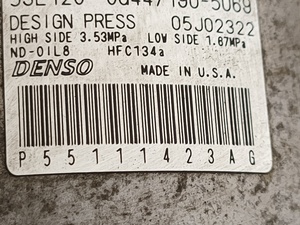 DESIGN PRESS 05J02322
HIGH SIDE 3.53MPa LOW SIDE 1.67MPa
ND-OIL8 HFC134a
DENSO MADE IN U.S.A.
P55111423AG